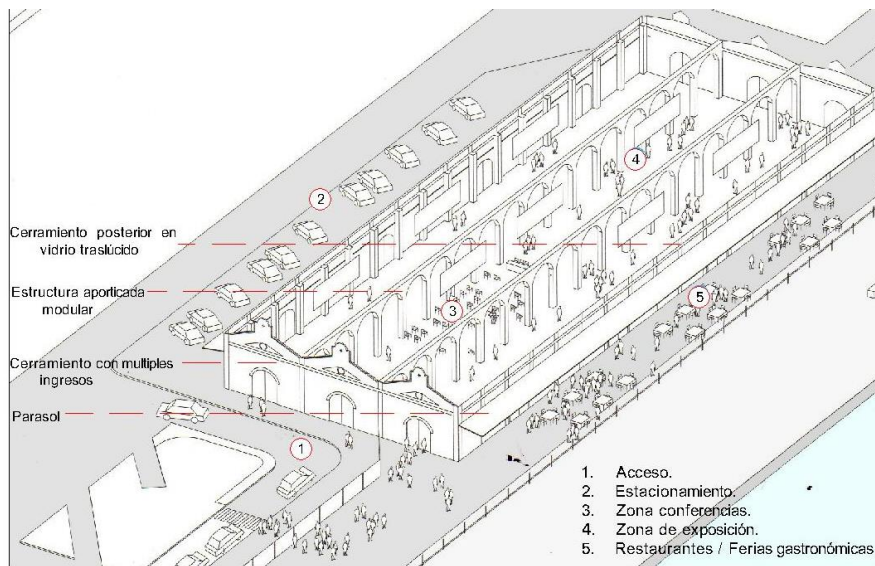 2
Cerramiento posterior en
vidrio traslúcido
4
Estructura aporticada
modular
3
5
Cerramiento con multiples
ingresos
Parasol
1
1. Acceso.
2. Estacionamiento.
3. Zona conferencias.
4. Zona de exposición.
5. Restaurantes / Ferias gastronómicas